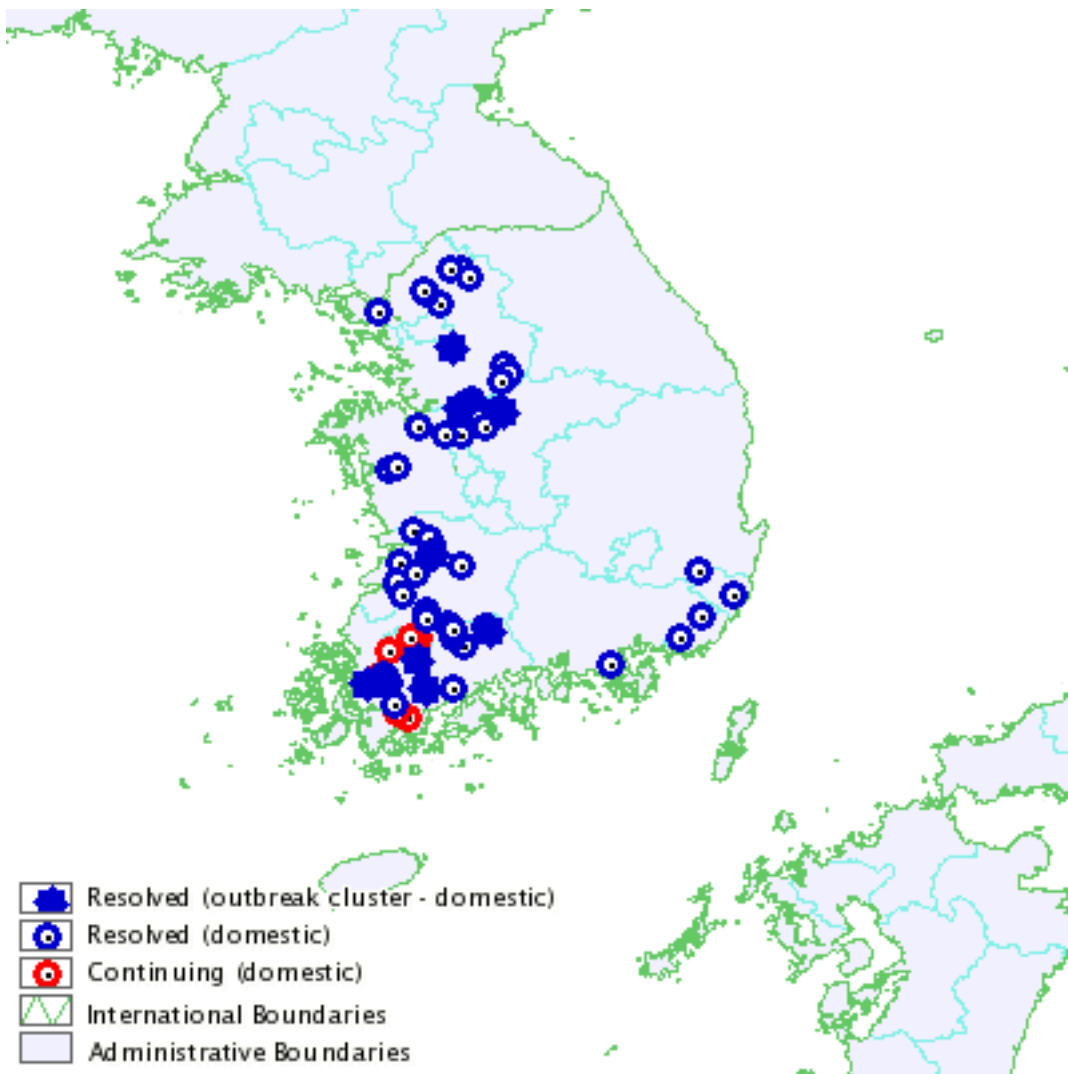 Resolved (outbreak cluster - domestic)
Resolved (domestic)
Continuing (domestic)
International Boundaries
Administrative Boundaries